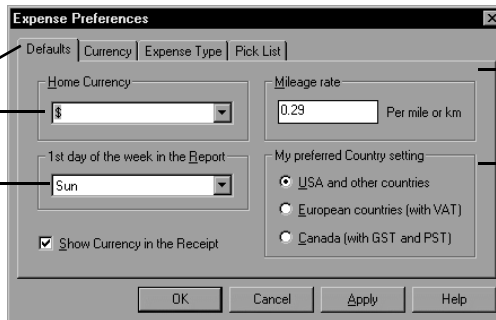 Expense Preferences
Defaults Currency Expense Type Pick List
Home Currency
$
Mileage rate
0.29 Per mile or km
1st day of the week in the Report
Sun
My preferred Country setting
USA and other countries
European countries (with VAT)
Canada (with GST and PST)
Show Currency in the Receipt
OK Cancel Apply Help